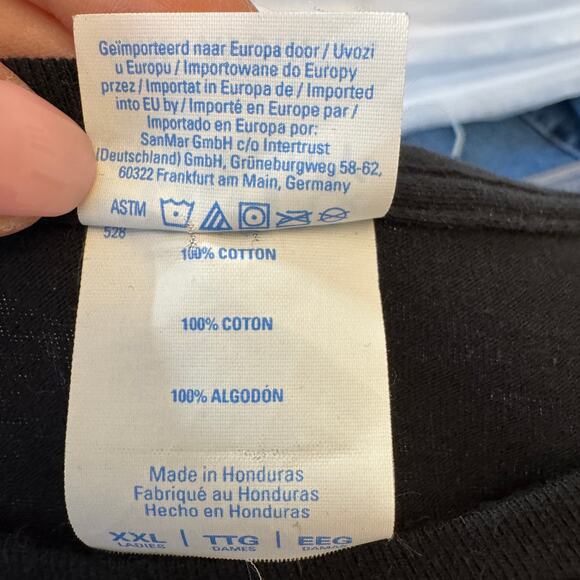 Geïmporteerd naar Europa door / Uvozi
u Europu / Importowane do Europy
przez / Importat in Europa de / Imported
into EU by / Importé en Europe par /
Importado en Europa por:
SanMar GmbH c/o Intertrust
(Deutschland) GmbH, Grüneburgweg 58-62,
60322 Frankfurt am Main, Germany
ASTM
528
100% COTTON
100% COTON
100% ALGODÓN
Made in Honduras
Fabriqué au Honduras
Hecho en Honduras
XXL | TTG | EEG
LADIES DAMES DAMAS